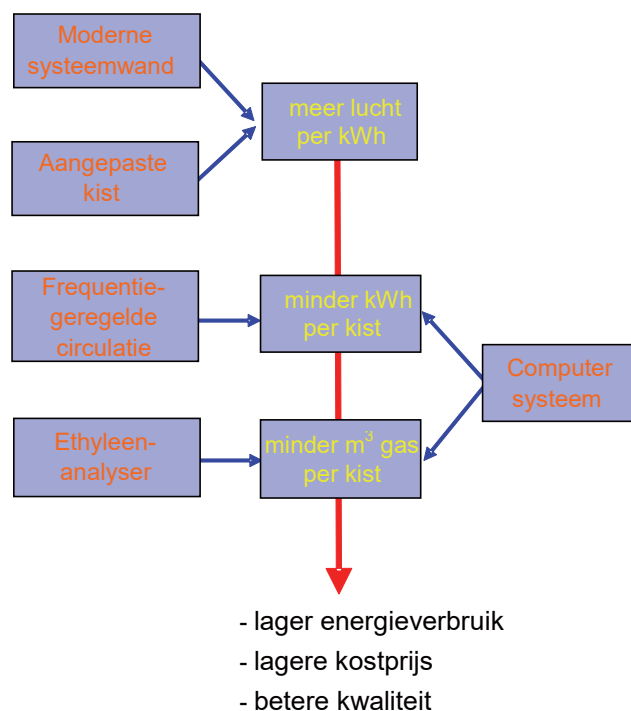 Moderne
systeemwand
meer lucht
per kWh
Aangepaste
kist
Frequentie-
geregelde
circulatie
minder kWh
per kist
Computer
systeem
Ethyleen-
analyser
minder m³ gas
per kist
- lager energieverbruik
- lagere kostprijs
- betere kwaliteit